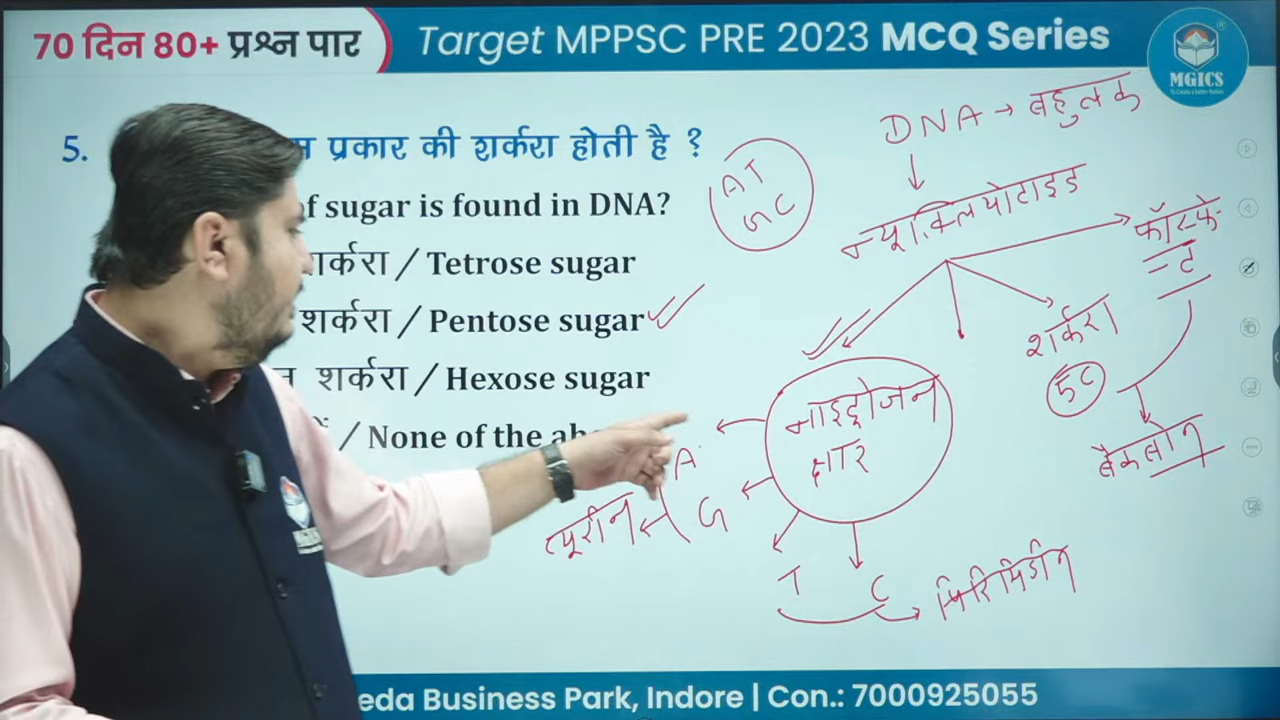 70 दिन 80+ प्रश्न पार
Target MPPSC PRE 2023 MCQ Series
MGICS
5. प्रकार की शर्करा होती है ?
of sugar is found in DNA?
शर्करा / Tetrose sugar
शर्करा / Pentose sugar
शर्करा / Hexose sugar
/ None of the
DNA → बहुलक
AT
GC
न्यूक्लियोटाइड
फॉस्फे-
-ट
शर्करा
5C
बैकबोन
नाइट्रोजन
क्षार
A
G
प्यूरीन
T C
पिरिमिडीन
Business Park, Indore | Con.: 7000925055